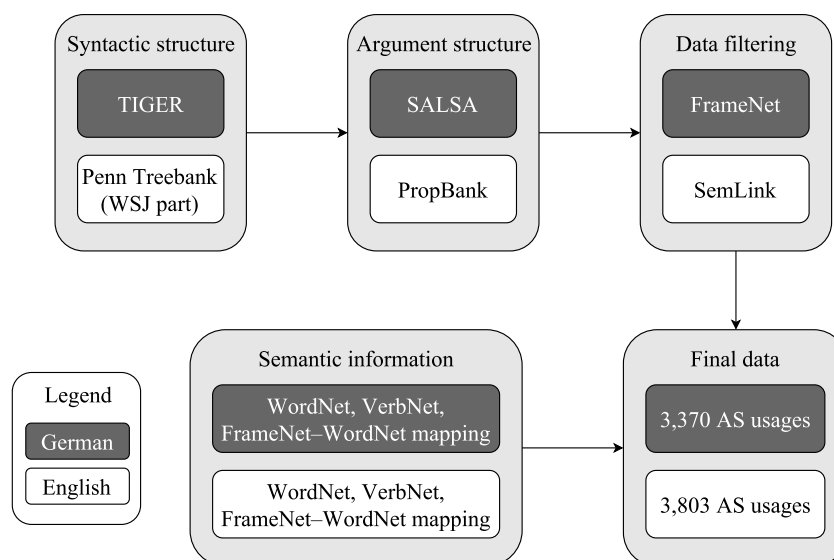 Syntactic structure
TIGER
Penn Treebank
(WSJ part)
Argument structure
SALSA
PropBank
Data filtering
FrameNet
SemLink
Semantic information
WordNet, VerbNet,
FrameNet–WordNet mapping
WordNet, VerbNet,
FrameNet–WordNet mapping
Final data
3,370 AS usages
3,803 AS usages
Legend
German
English